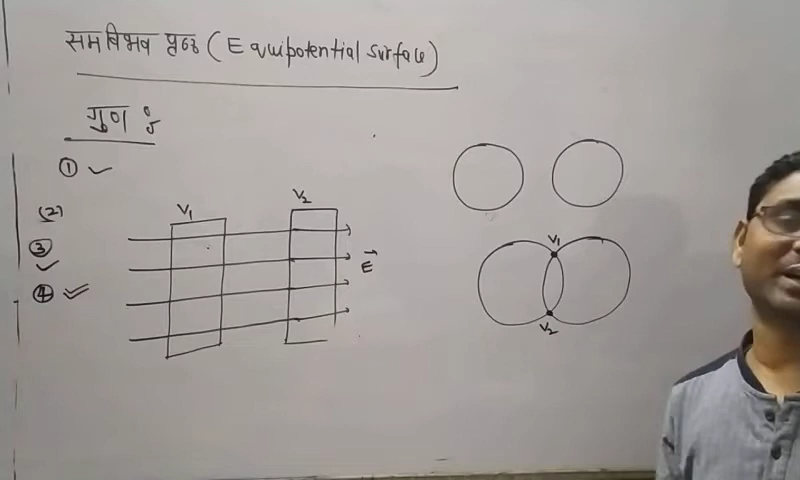 समविभव पृष्ठ (Equipotential surface)
गुण :
① ✓
(2)
③ ✓
④ ✓✓
V₁
V₂
E
V₁
V₂